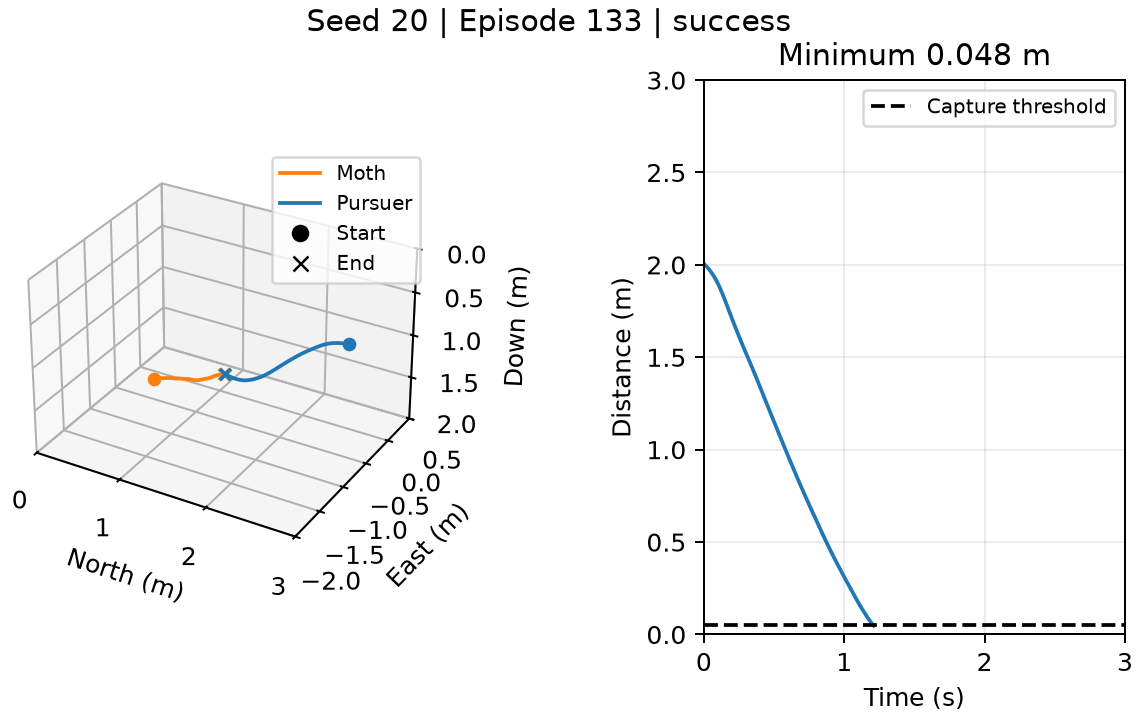 Seed 20 | Episode 133 | success
Moth
Pursuer
Start
End
0.0
0.5
1.0
1.5
2.0
Down (m)
0.5
0.0
−0.5
−1.0
−1.5
−2.0
East (m)
0
1
2
3
North (m)
Minimum 0.048 m
Capture threshold
3.0
2.5
2.0
1.5
1.0
0.5
0.0
Distance (m)
0
1
2
3
Time (s)